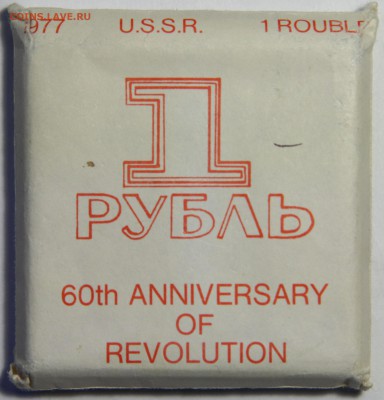 COINS.LAVE.RU
1977 U.S.S.R. 1 ROUBLE
1
РУБЛЬ
60th ANNIVERSARY
OF
REVOLUTION